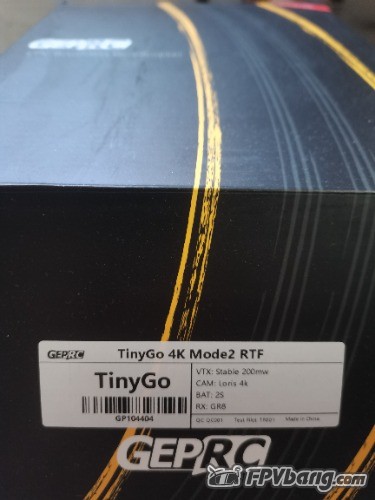 GEPRC
GEPRC
TinyGo 4K Mode2 RTF
TinyGo
GP104404
VTX: Stable 200mw
CAM: Loris 4k
BAT: 2S
RX: GR8
Made in China
GEPRC
FPVbang.com